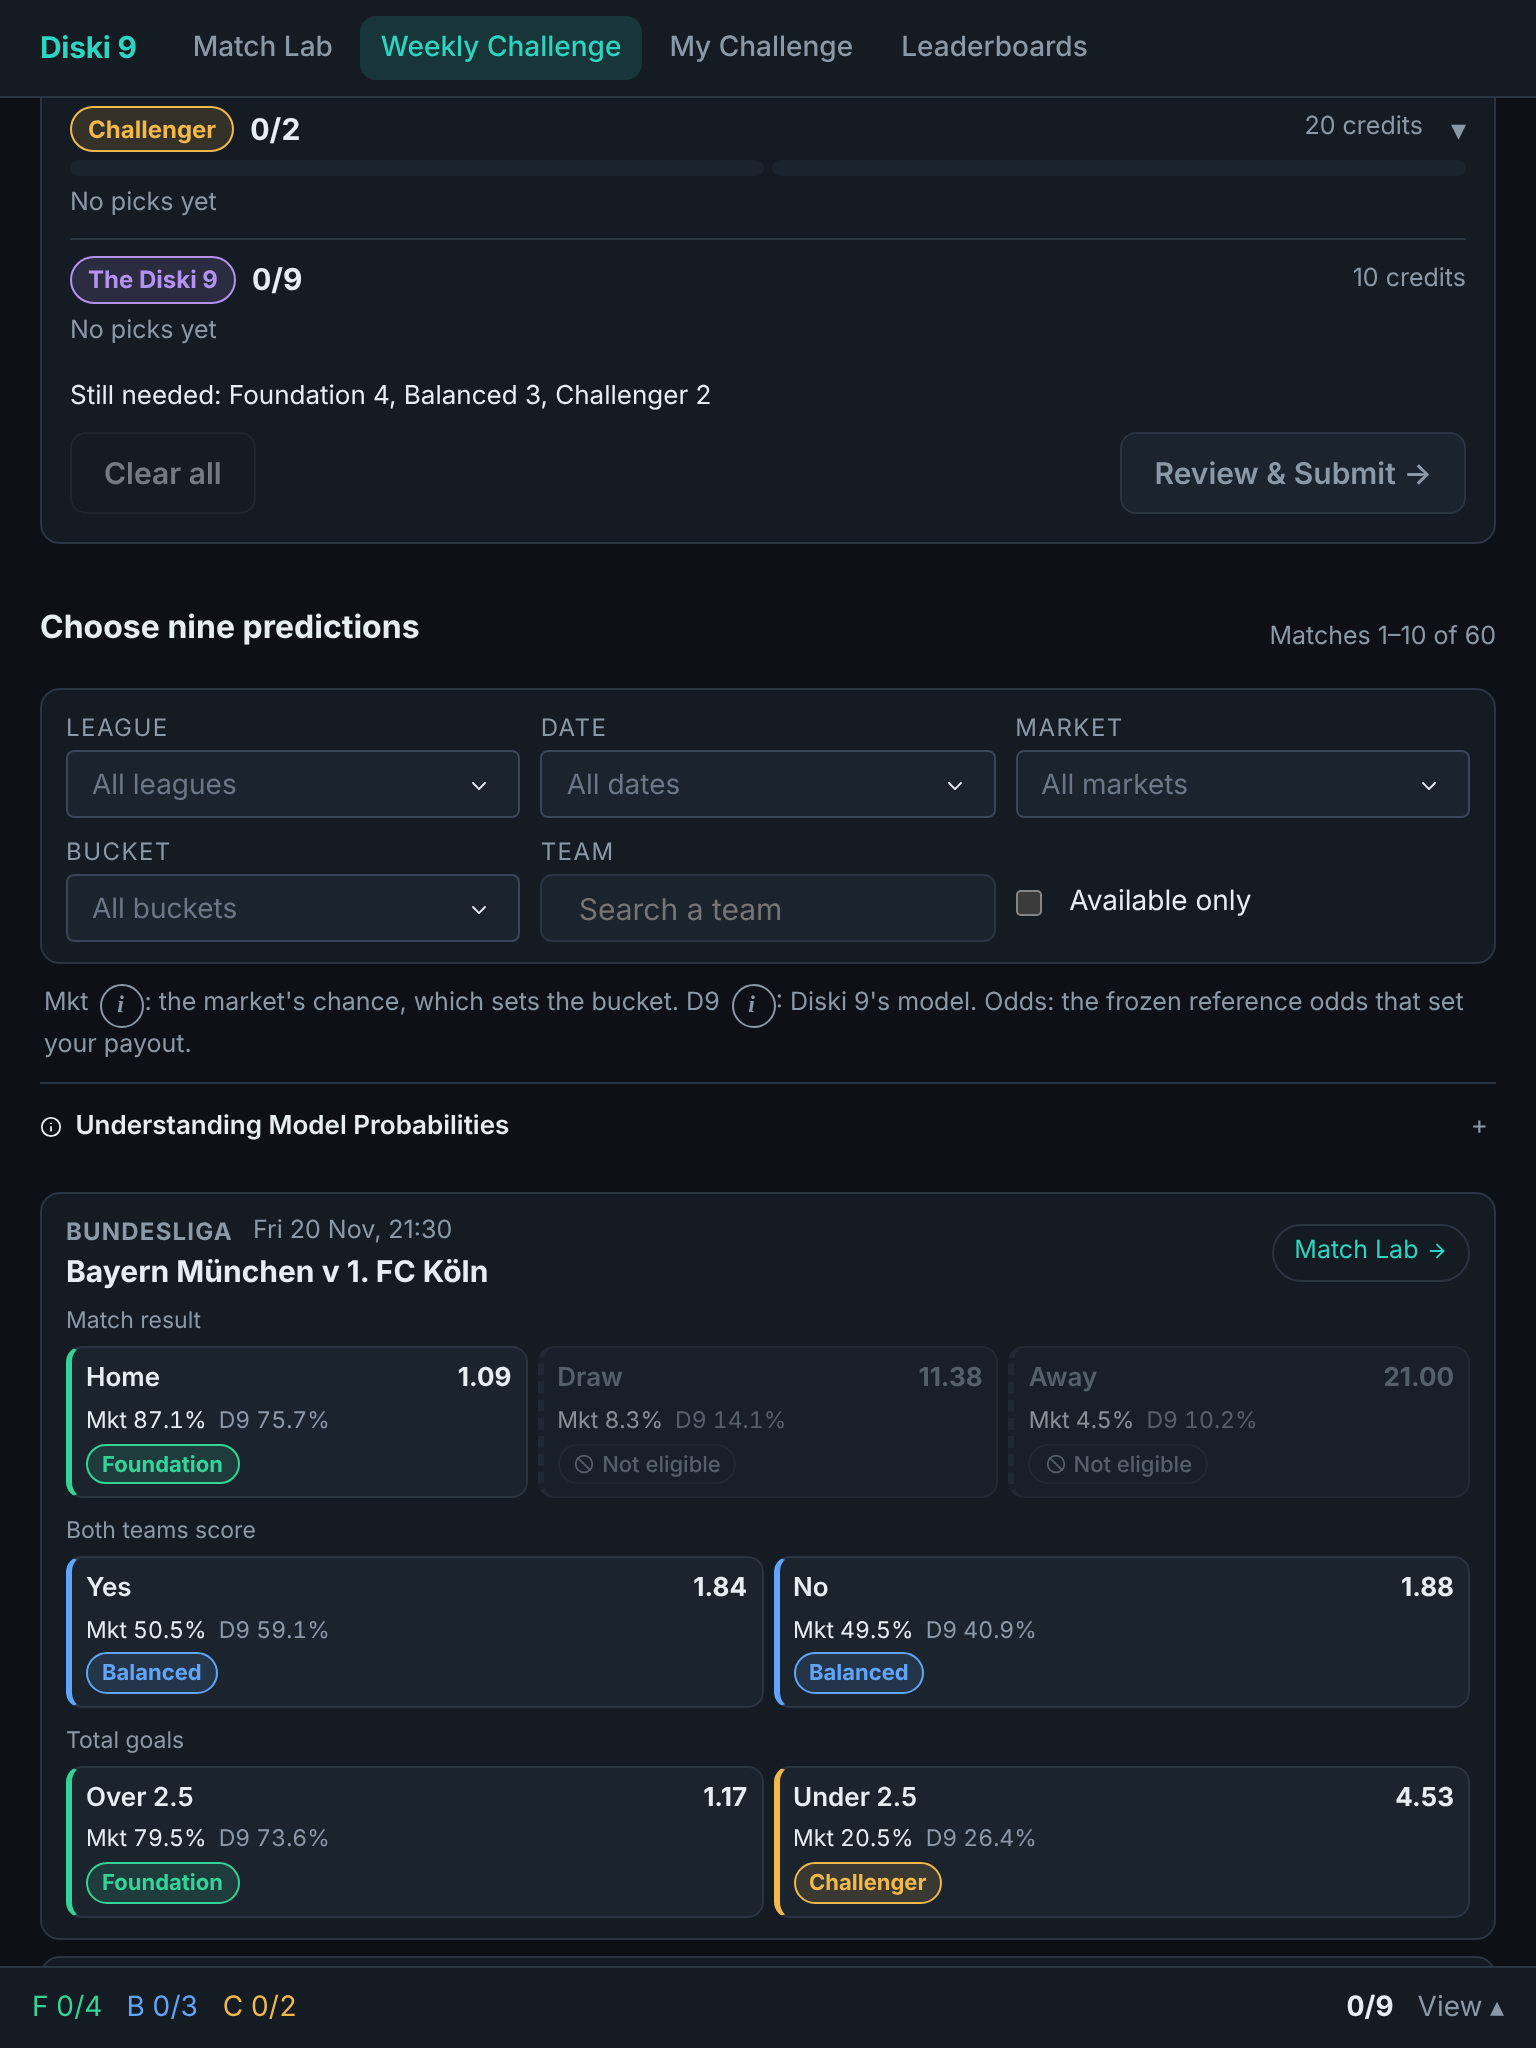 Diski 9 Match Lab Weekly Challenge My Challenge Leaderboards
Challenger 0/2 20 credits ▼
No picks yet
The Diski 9 0/9 10 credits
No picks yet
Still needed: Foundation 4, Balanced 3, Challenger 2
Clear all Review & Submit →
Choose nine predictions Matches 1–10 of 60
LEAGUE DATE MARKET
All leagues All dates All markets
BUCKET TEAM
All buckets Search a team Available only
Mkt i: the market's chance, which sets the bucket. D9 i: Diski 9's model. Odds: the frozen reference odds that set
your payout.
Understanding Model Probabilities +
BUNDESLIGA Fri 20 Nov, 21:30
Bayern München v 1. FC Köln Match Lab →
Match result
Home 1.09 Draw 11.38 Away 21.00
Mkt 87.1% D9 75.7% Mkt 8.3% D9 14.1% Mkt 4.5% D9 10.2%
Foundation Not eligible Not eligible
Both teams score
Yes 1.84 No 1.88
Mkt 50.5% D9 59.1% Mkt 49.5% D9 40.9%
Balanced Balanced
Total goals
Over 2.5 1.17 Under 2.5 4.53
Mkt 79.5% D9 73.6% Mkt 20.5% D9 26.4%
Foundation Challenger
F 0/4 B 0/3 C 0/2 0/9 View ▲